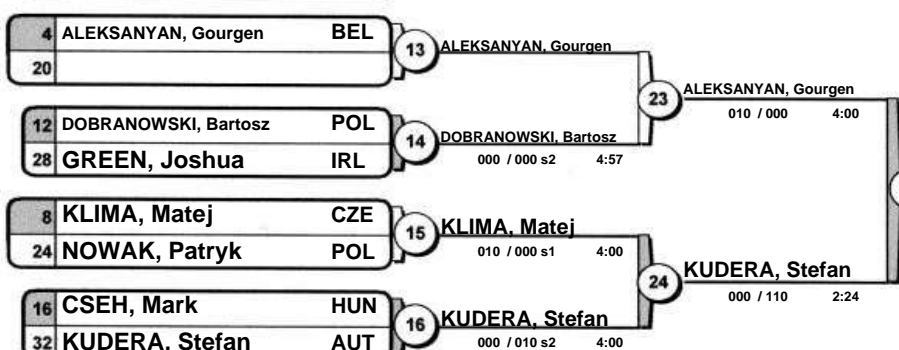 4 ALEKSANYAN, Gourgen BEL
20
13 ALEKSANYAN, Gourgen
23 ALEKSANYAN, Gourgen
010 / 000 4:00
12 DOBRANOWSKI, Bartosz POL
28 GREEN, Joshua IRL
14 DOBRANOWSKI, Bartosz
000 / 000 s2 4:57
8 KLIMA, Matej CZE
24 NOWAK, Patryk POL
15 KLIMA, Matej
010 / 000 s1 4:00
24 KUDERA, Stefan
000 / 110 2:24
16 CSEH, Mark HUN
32 KUDERA, Stefan AUT
16 KUDERA, Stefan
000 / 010 s2 4:00